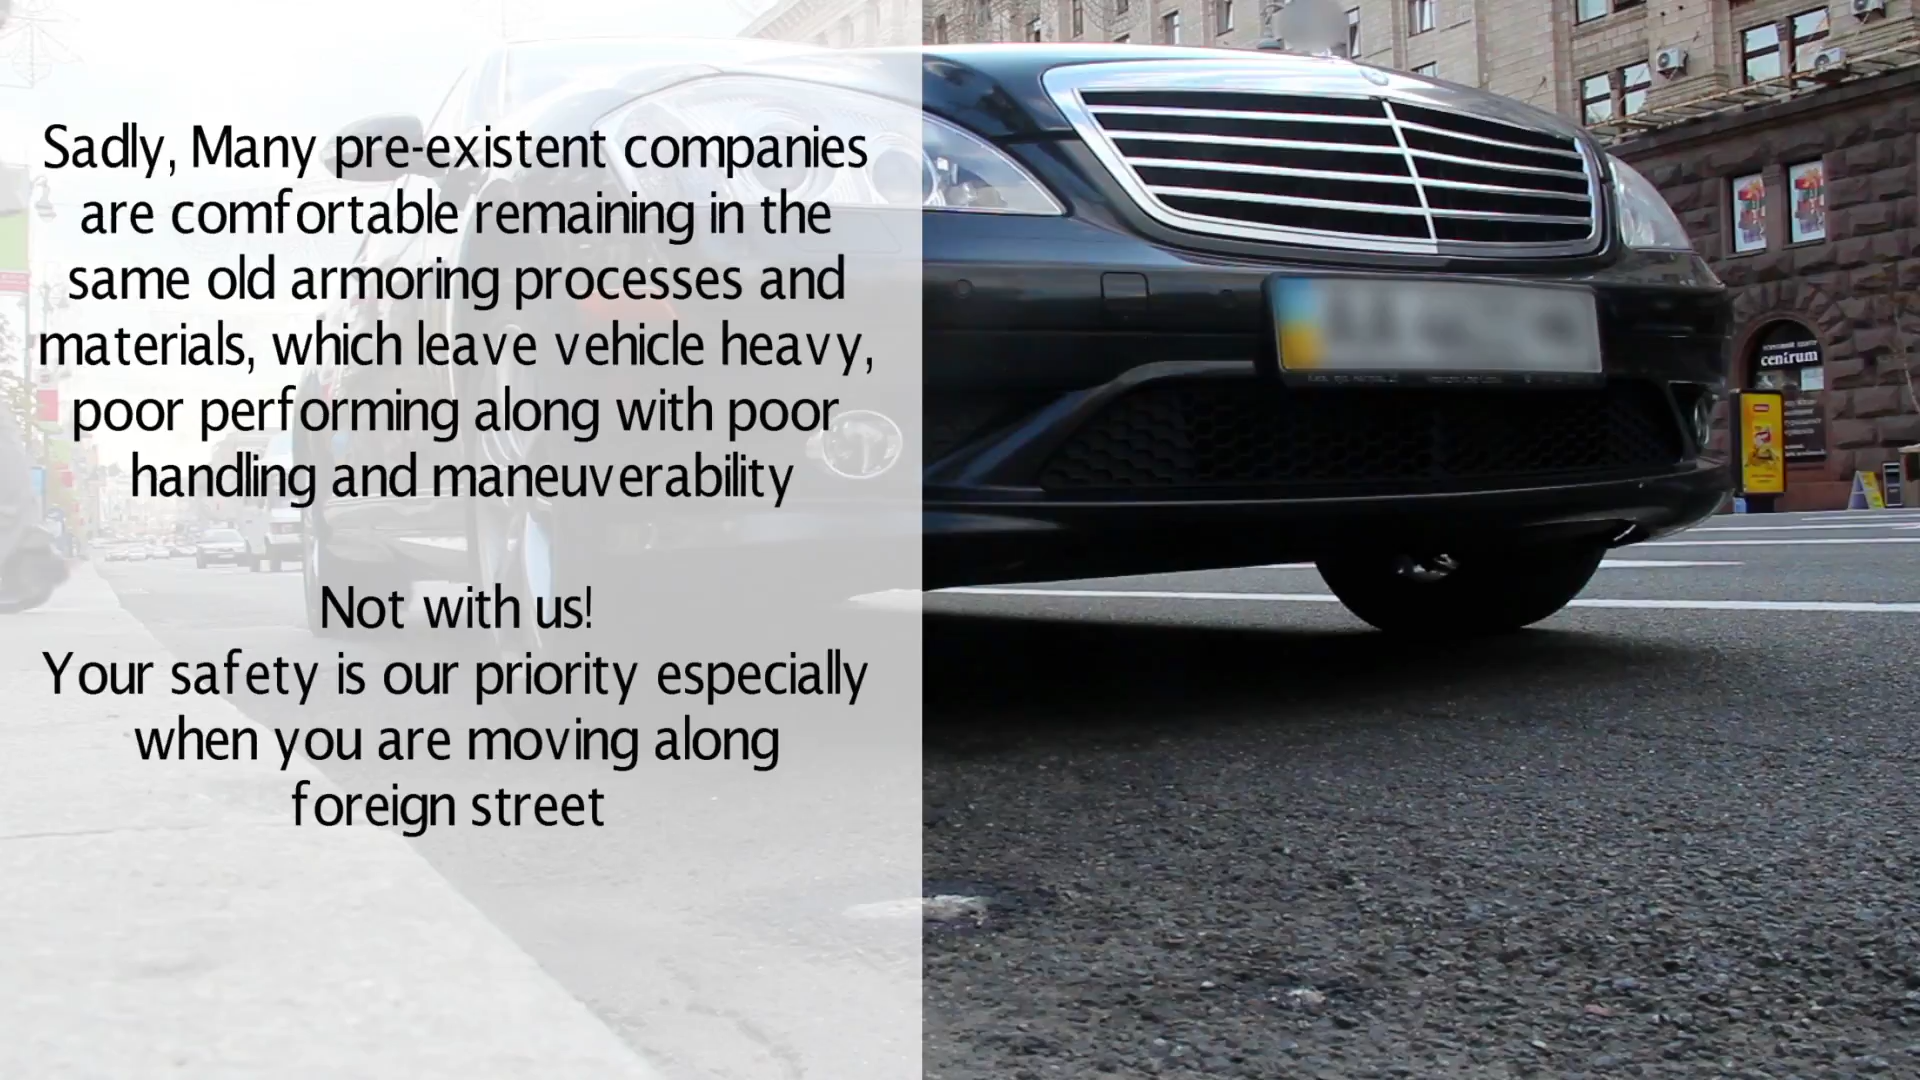 Sadly, Many pre-existent companies
are comfortable remaining in the
same old armoring processes and
materials, which leave vehicle heavy,
poor performing along with poor
handling and maneuverability
Not with us!
Your safety is our priority especially
when you are moving along
foreign street
centrum